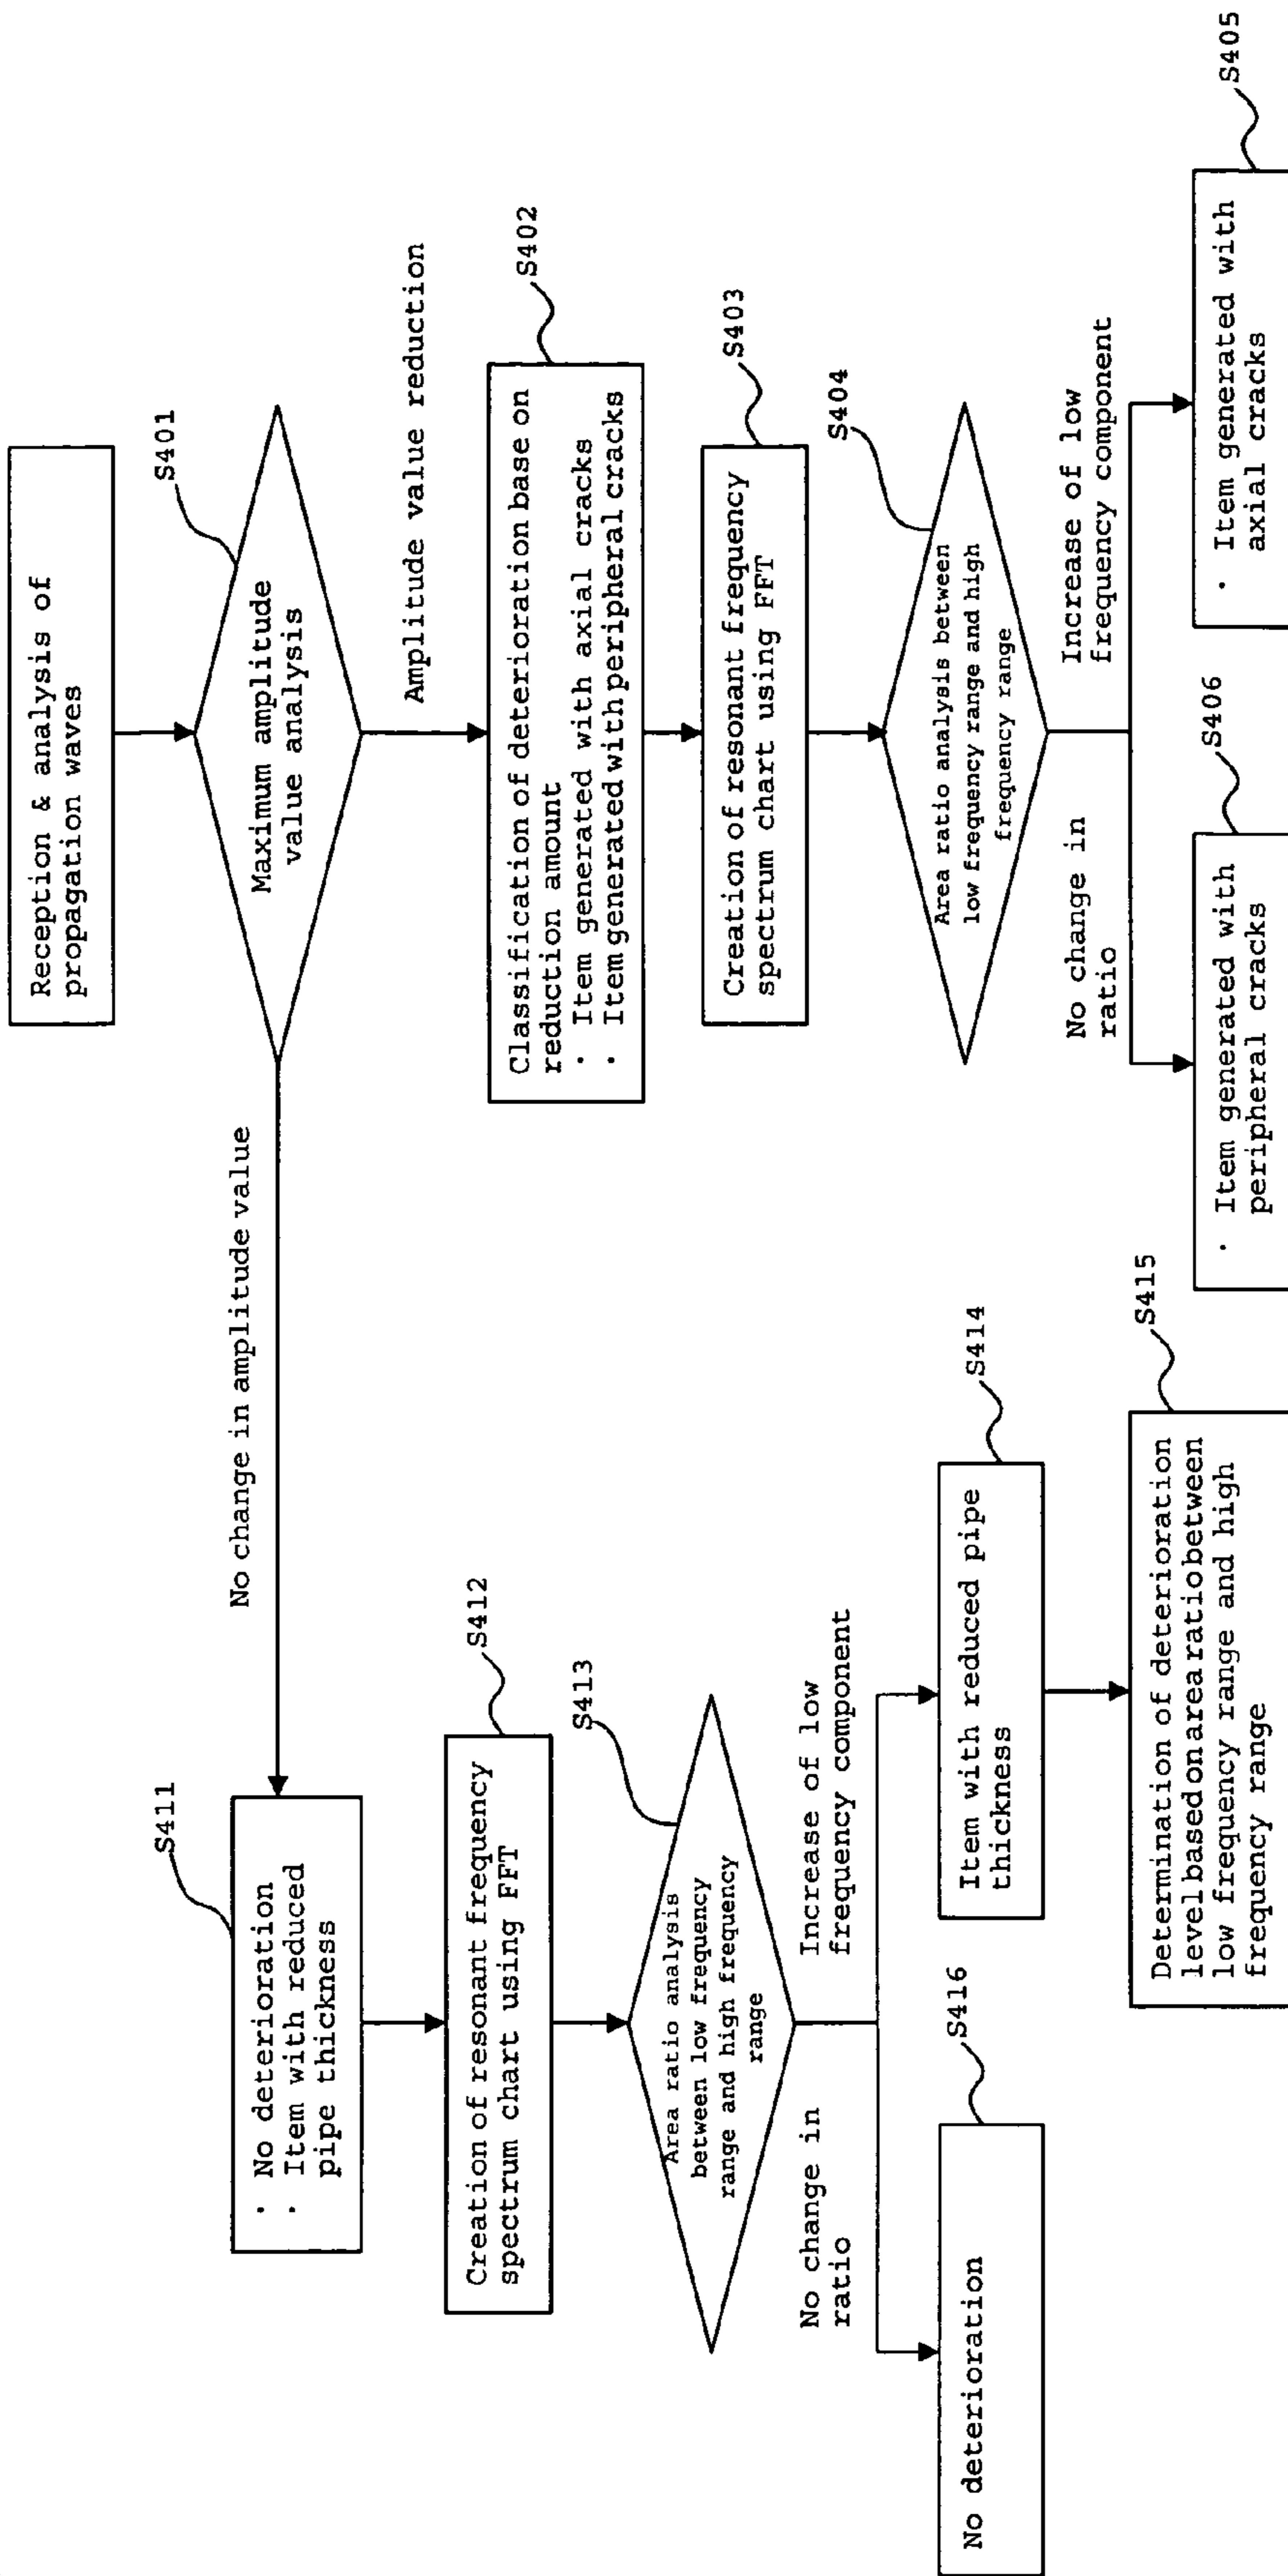 Reception & analysis of
propagation waves
S401
Maximum amplitude
value analysis
No change in amplitude value
Amplitude value reduction
S402
Classification of deterioration base on
reduction amount
· Item generated with axial cracks
· Item generated with peripheral cracks
S403
Creation of resonant frequency
spectrum chart using FFT
S404
Area ratio analysis between
low frequency range and high
frequency range
No change in
ratio
Increase of low
frequency component
S406
· Item generated with
peripheral cracks
S405
· Item generated with
axial cracks
S411
· No deterioration
· Item with reduced
pipe thickness
S412
Creation of resonant frequency
spectrum chart using FFT
S413
Area ratio analysis
between low frequency
range and high frequency
range
No change in
ratio
Increase of low
frequency component
S416
No deterioration
S414
Item with reduced pipe
thickness
S415
Determination of deterioration
level based on area ratio between
low frequency range and high
frequency range